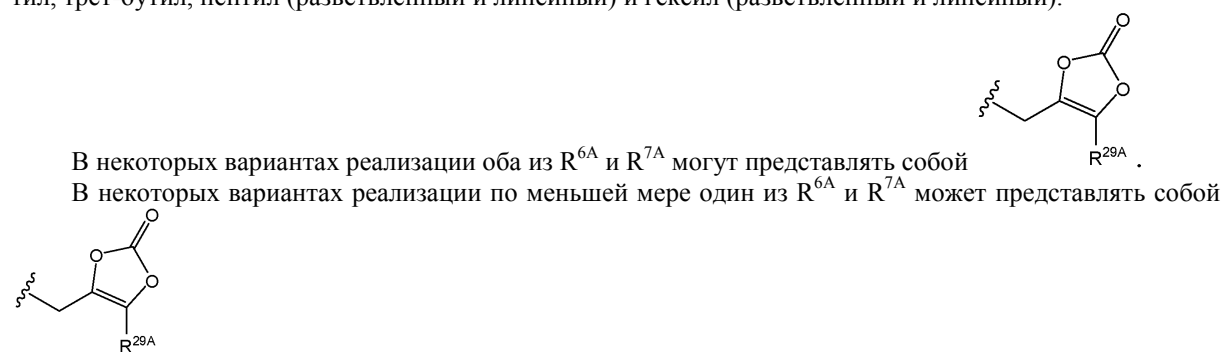 тил, трет-бутил, пентил (разветвленный и линейный) и гексил (разветвленный и линейный).
O
O
O
R29A
В некоторых вариантах реализации оба из R6A и R7A могут представлять собой .
В некоторых вариантах реализации по меньшей мере один из R6A и R7A может представлять собой
O
O
O
R29A